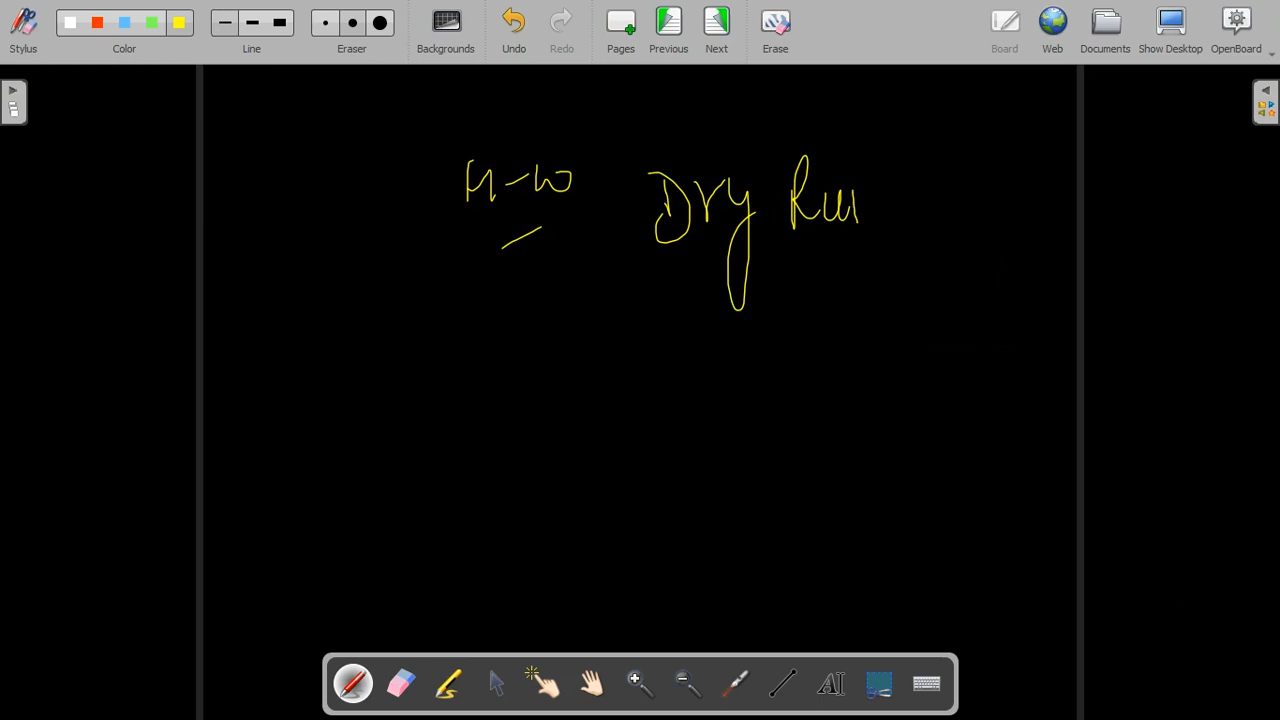 Stylus Color Line Eraser Backgrounds Undo Redo Pages Previous Next Erase Board Web Documents Show Desktop OpenBoard
H-W Dry Run
AI